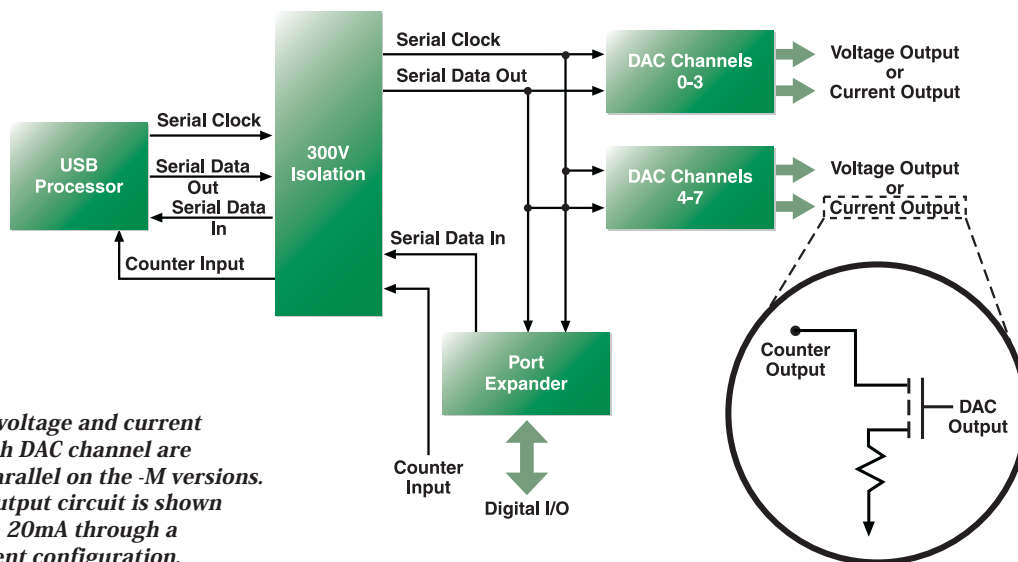 Serial Clock
Serial Data Out
DAC Channels
0-3
Voltage Output
or
Current Output
USB
Processor
Serial Clock
Serial Data
Out
Serial Data
In
Counter Input
300V
Isolation
DAC Channels
4-7
Voltage Output
or
Current Output
Serial Data In
Port
Expander
Counter
Input
Digital I/O
Counter
Output
DAC
Output
voltage and current
h DAC channel are
arallel on the -M versions.
utput circuit is shown
20mA through a
ent configuration.